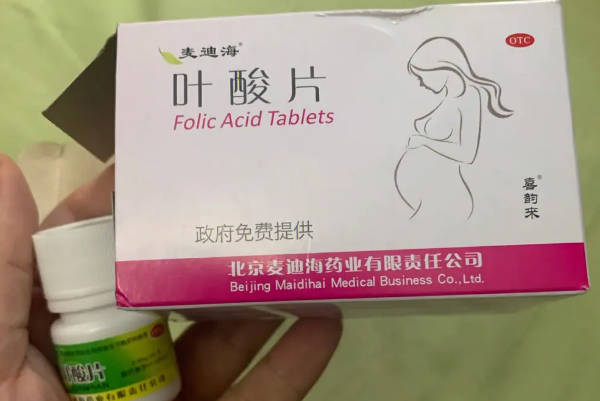 麦迪海®
OTC
叶酸片
Folic Acid Tablets
喜韵来®
政府免费提供
北京麦迪海药业有限责任公司
Beijing Maidihai Medical Business Co.,Ltd.
OTC
酸片